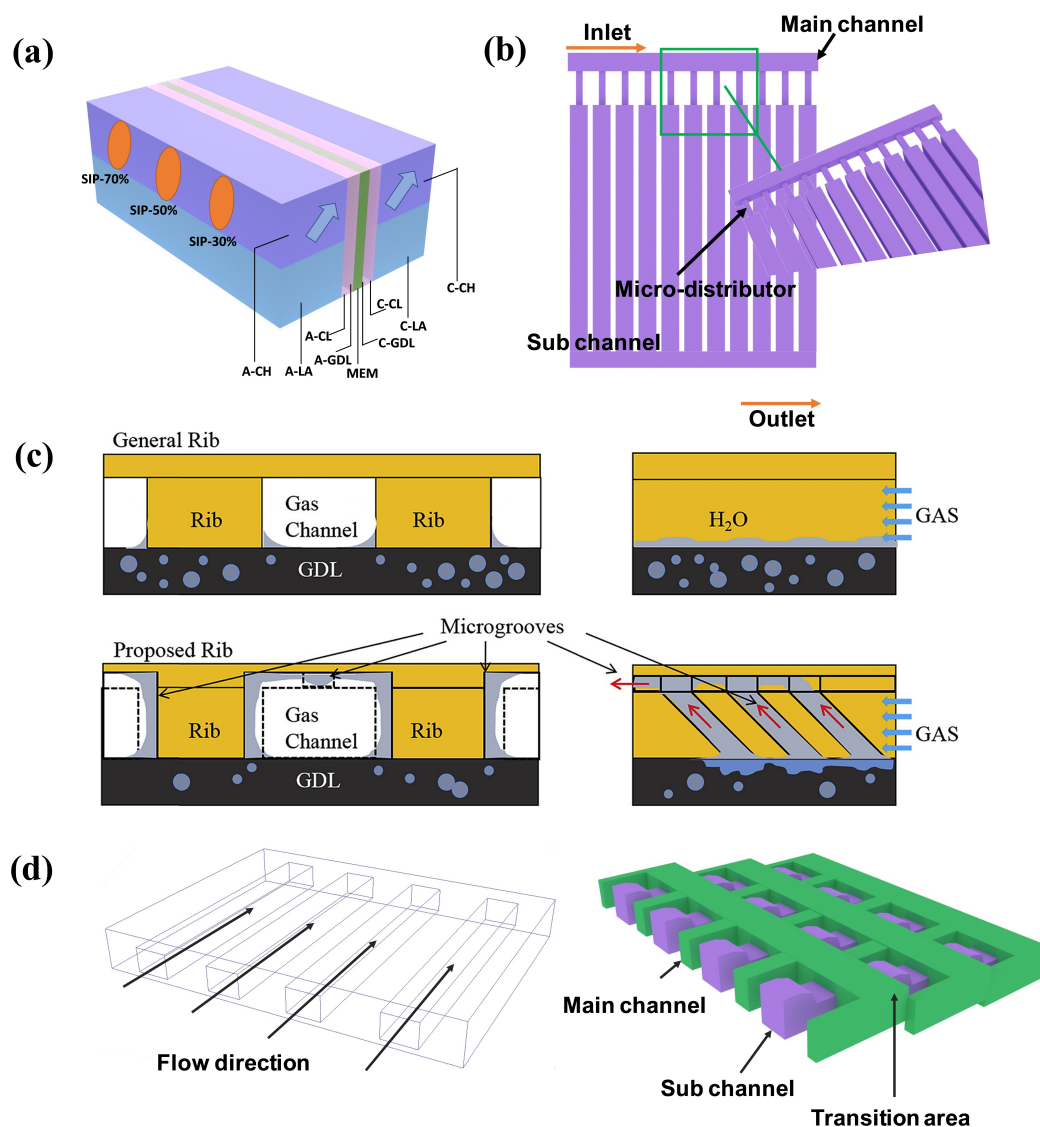 (a)
SIP-70%
SIP-50%
SIP-30%
A-CH
A-LA
A-CL
A-GDL
MEM
C-GDL
C-CL
C-LA
C-CH
(b)
Inlet
Main channel
Micro-distributor
Sub channel
Outlet
(c)
General Rib
Rib
Gas
Channel
Rib
GDL
H₂O
GAS
Microgrooves
Proposed Rib
Rib
Gas
Channel
Rib
GDL
GAS
(d)
Flow direction
Main channel
Sub channel
Transition area